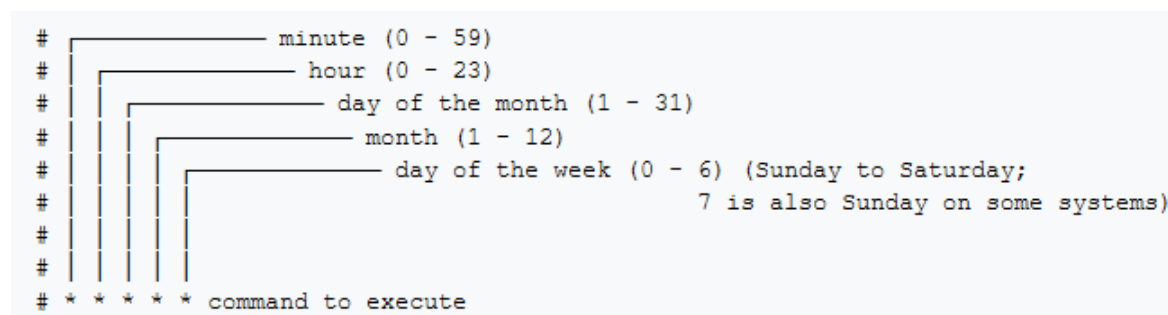 # ┌───────────── minute (0 - 59)
# │ ┌───────────── hour (0 - 23)
# │ │ ┌───────────── day of the month (1 - 31)
# │ │ │ ┌───────────── month (1 - 12)
# │ │ │ │ ┌───────────── day of the week (0 - 6) (Sunday to Saturday;
# │ │ │ │ │                                   7 is also Sunday on some systems)
# │ │ │ │ │
# │ │ │ │ │
# * * * * * command to execute